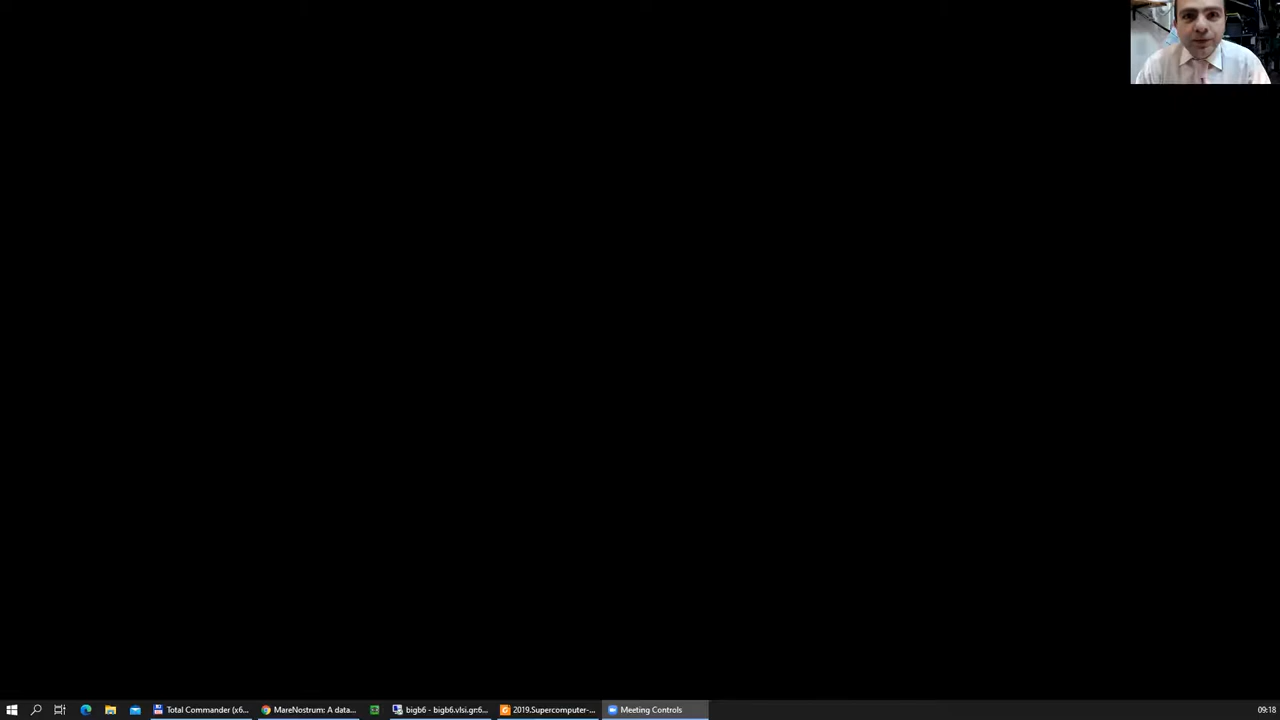 Total Commander (x6...
MareNostrum: A data...
bigb6 - bigb6.vlsi.gr:6...
2019.Supercomputer-...
Meeting Controls
09:18